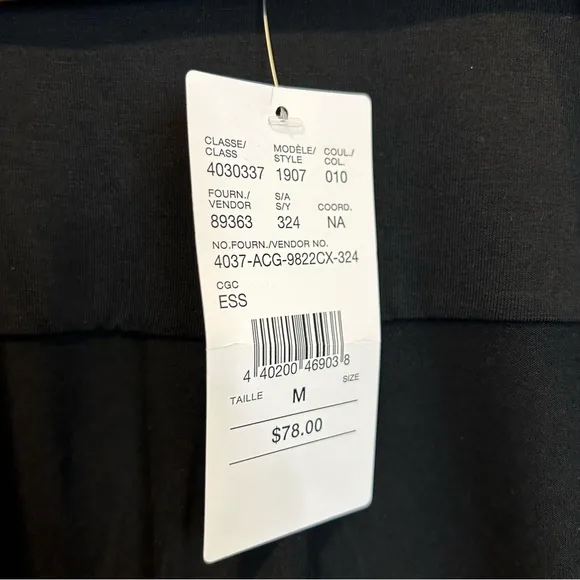 CLASSE/ MODÈLE/ COUL./
CLASS STYLE COL.
4030337 1907 010
FOURN./ S/A
VENDOR S/Y COORD.
89363 324 NA
NO.FOURN./VENDOR NO.
4037-ACG-9822CX-324
CGC
ESS
4 40200 46903 8
TAILLE M SIZE
$78.00